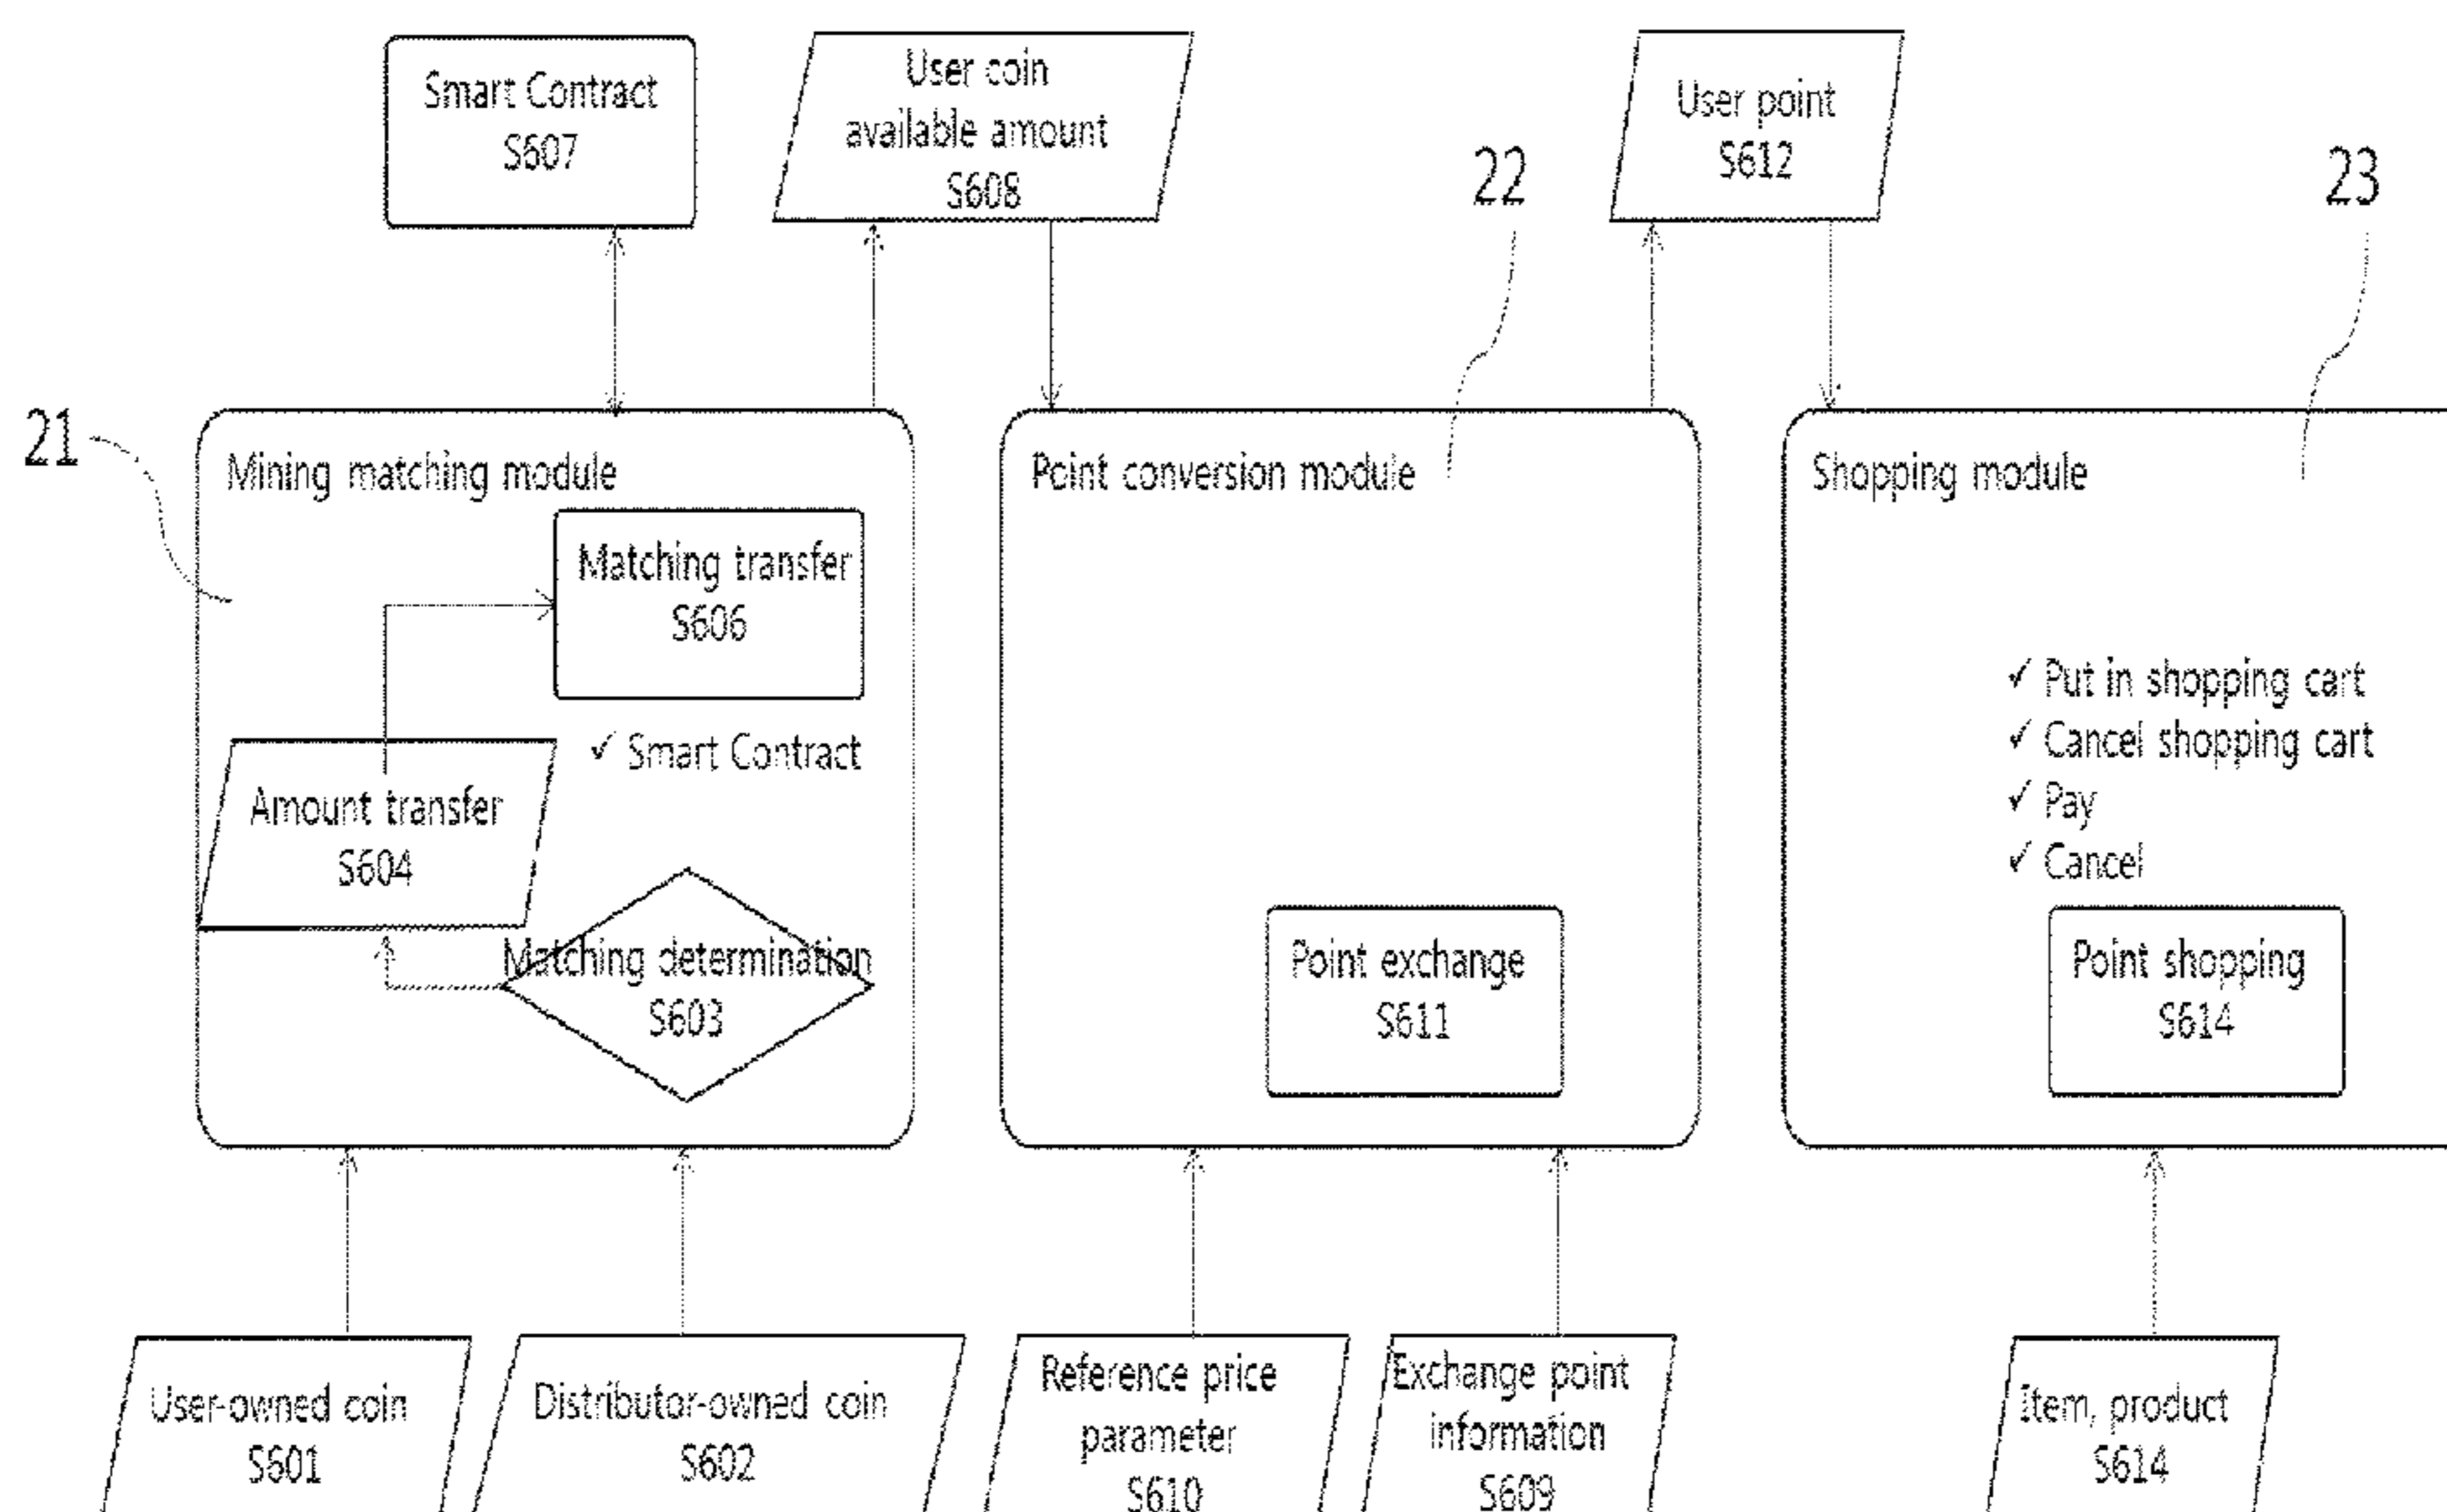 Smart Contract
S607
User coin
available amount
S608
User point
S612
22
23
21
Mining matching module
Matching transfer
S606
✓ Smart Contract
Amount transfer
S604
Matching determination
S603
Point conversion module
Point exchange
S611
Shopping module
✓ Put in shopping cart
✓ Cancel shopping cart
✓ Pay
✓ Cancel
Point shopping
S614
User-owned coin
S601
Distributor-owned coin
S602
Reference price
parameter
S610
Exchange point
information
S609
Item, product
S614